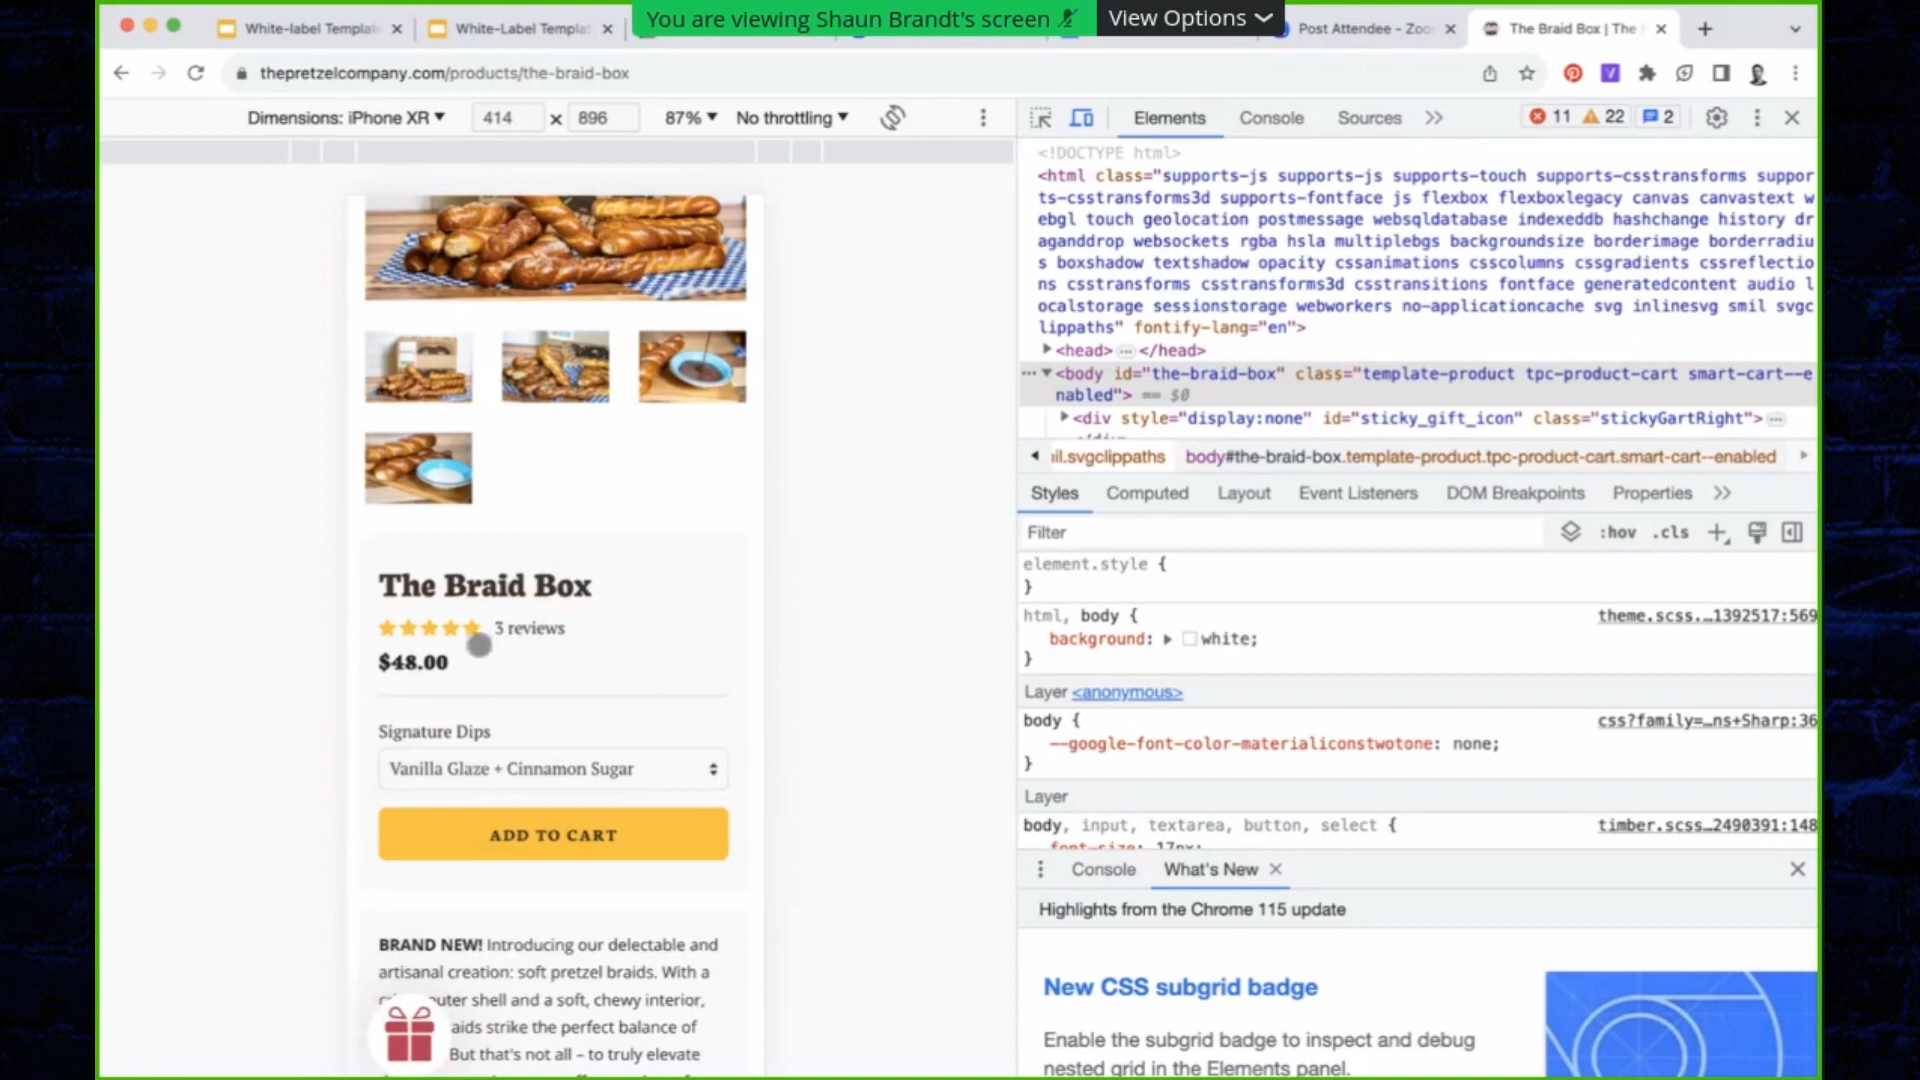 You are viewing Shaun Brandt's screen
View Options
White-label Templat
White-Label Templat
Post Attendee - Zoo
The Braid Box | The
thepretzelcompany.com/products/the-braid-box
Dimensions: iPhone XR
414 x 896
87%
No throttling
Elements
Console
Sources
11
22
2
<!DOCTYPE html>
<html class="supports-js supports-js supports-touch supports-csstransforms suppor
ts-csstransforms3d supports-fontface js flexbox flexboxlegacy canvas canvastext w
ebgl touch geolocation postmessage websqldatabase indexeddb hashchange history dr
aganddrop websockets rgba hsla multiplebgs backgroundsize borderimage borderradiu
s boxshadow textshadow opacity cssanimations csscolumns cssgradients cssreflectio
ns csstransforms csstransforms3d csstransitions fontface generatedcontent audio l
ocalstorage sessionstorage webworkers no-applicationcache svg inlinesvg smil svgc
lippaths" fontify-lang="en">
<head> … </head>
<body id="the-braid-box" class="template-product tpc-product-cart smart-cart--e
nabled"> == $0
<div style="display:none" id="sticky_gift_icon" class="stickyGartRight"> …
il.svgclippaths
body#the-braid-box.template-product.tpc-product-cart.smart-cart--enabled
Styles
Computed
Layout
Event Listeners
DOM Breakpoints
Properties
Filter
:hov
.cls
element.style {
}
html, body {
theme.scss.…1392517:569
background: white;
}
Layer <anonymous>
body {
css?family=…ns+Sharp:36
--google-font-color-materialiconstwotone: none;
}
Layer
body, input, textarea, button, select {
timber.scss…2490391:148
font-size: 17px;
Console
What's New
Highlights from the Chrome 115 update
New CSS subgrid badge
Enable the subgrid badge to inspect and debug
nested grid in the Elements panel.
The Braid Box
3 reviews
$48.00
Signature Dips
Vanilla Glaze + Cinnamon Sugar
ADD TO CART
BRAND NEW! Introducing our delectable and
artisanal creation: soft pretzel braids. With a
outer shell and a soft, chewy interior,
aids strike the perfect balance of
But that's not all – to truly elevate